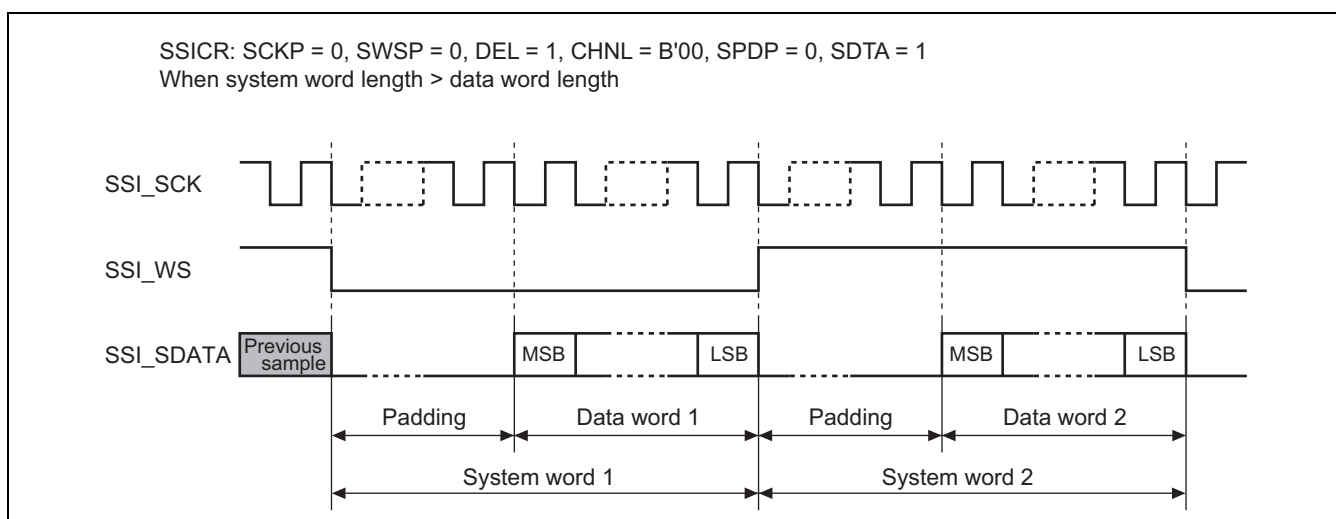 SSICR: SCKP = 0, SWSP = 0, DEL = 1, CHNL = B'00, SPDP = 0, SDTA = 1
When system word length > data word length
SSI_SCK
SSI_WS
SSI_SDATA
Previous
sample
MSB
LSB
MSB
LSB
Padding
Data word 1
Padding
Data word 2
System word 1
System word 2